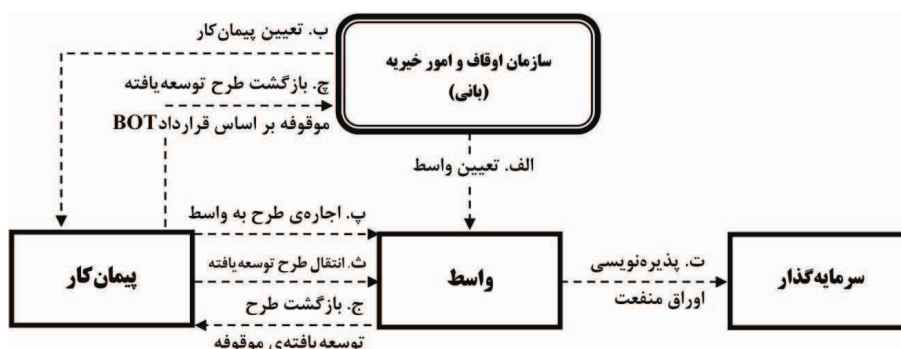 ب. تعیین پیمان‌کار
سازمان اوقاف و امور خیریه
(بانی)
چ. بازگشت طرح توسعه‌یافته
موقوفه بر اساس قرارداد BOT
الف. تعیین واسط
پ. اجاره‌ی طرح به واسط
پیمان‌کار
ث. انتقال طرح توسعه‌یافته
واسط
ت. پذیره‌نویسی
اوراق منفعت
سرمایه‌گذار
ج. بازگشت طرح
توسعه‌یافته‌ی موقوفه